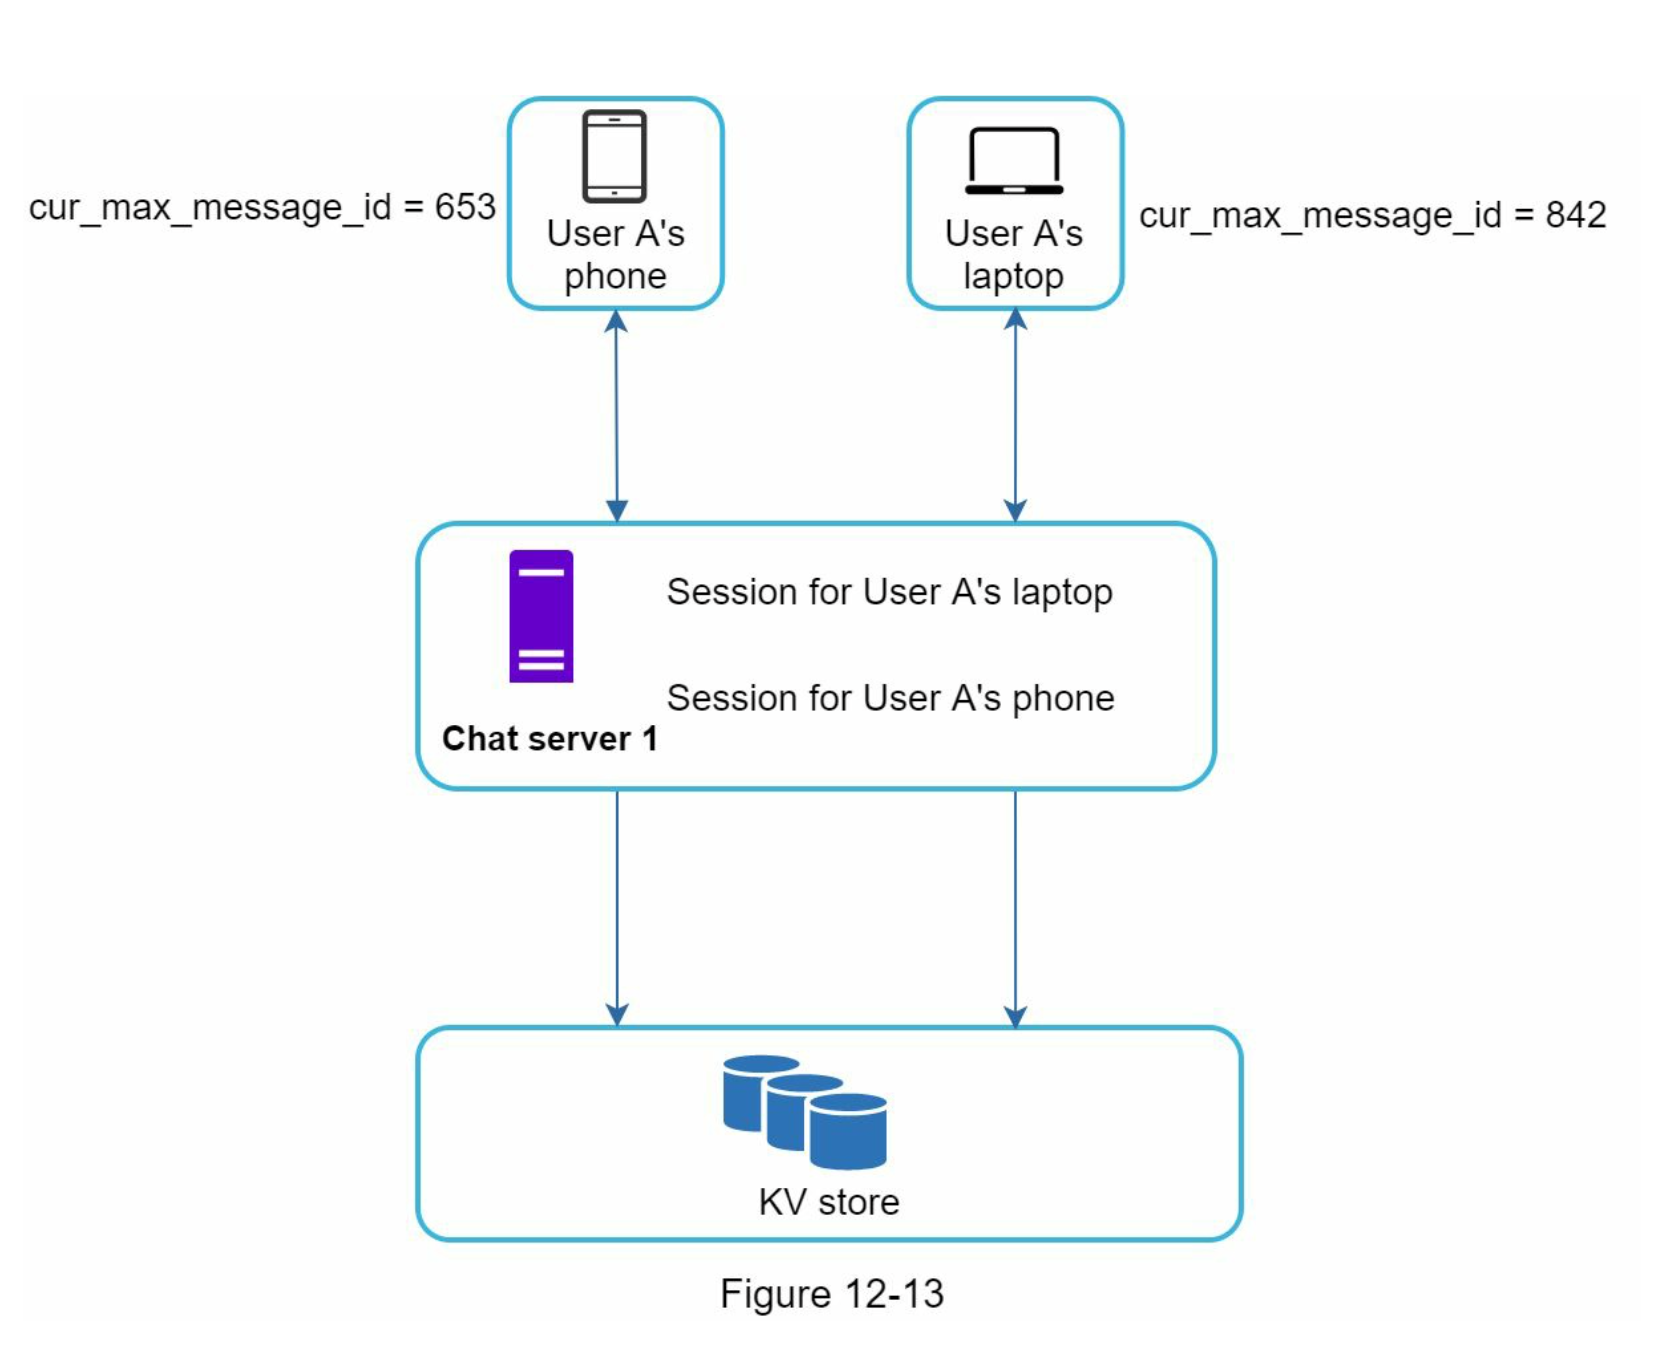 cur_max_message_id = 653
User A's
phone
User A's
laptop
cur_max_message_id = 842
Session for User A's laptop
Session for User A's phone
Chat server 1
KV store
Figure 12-13